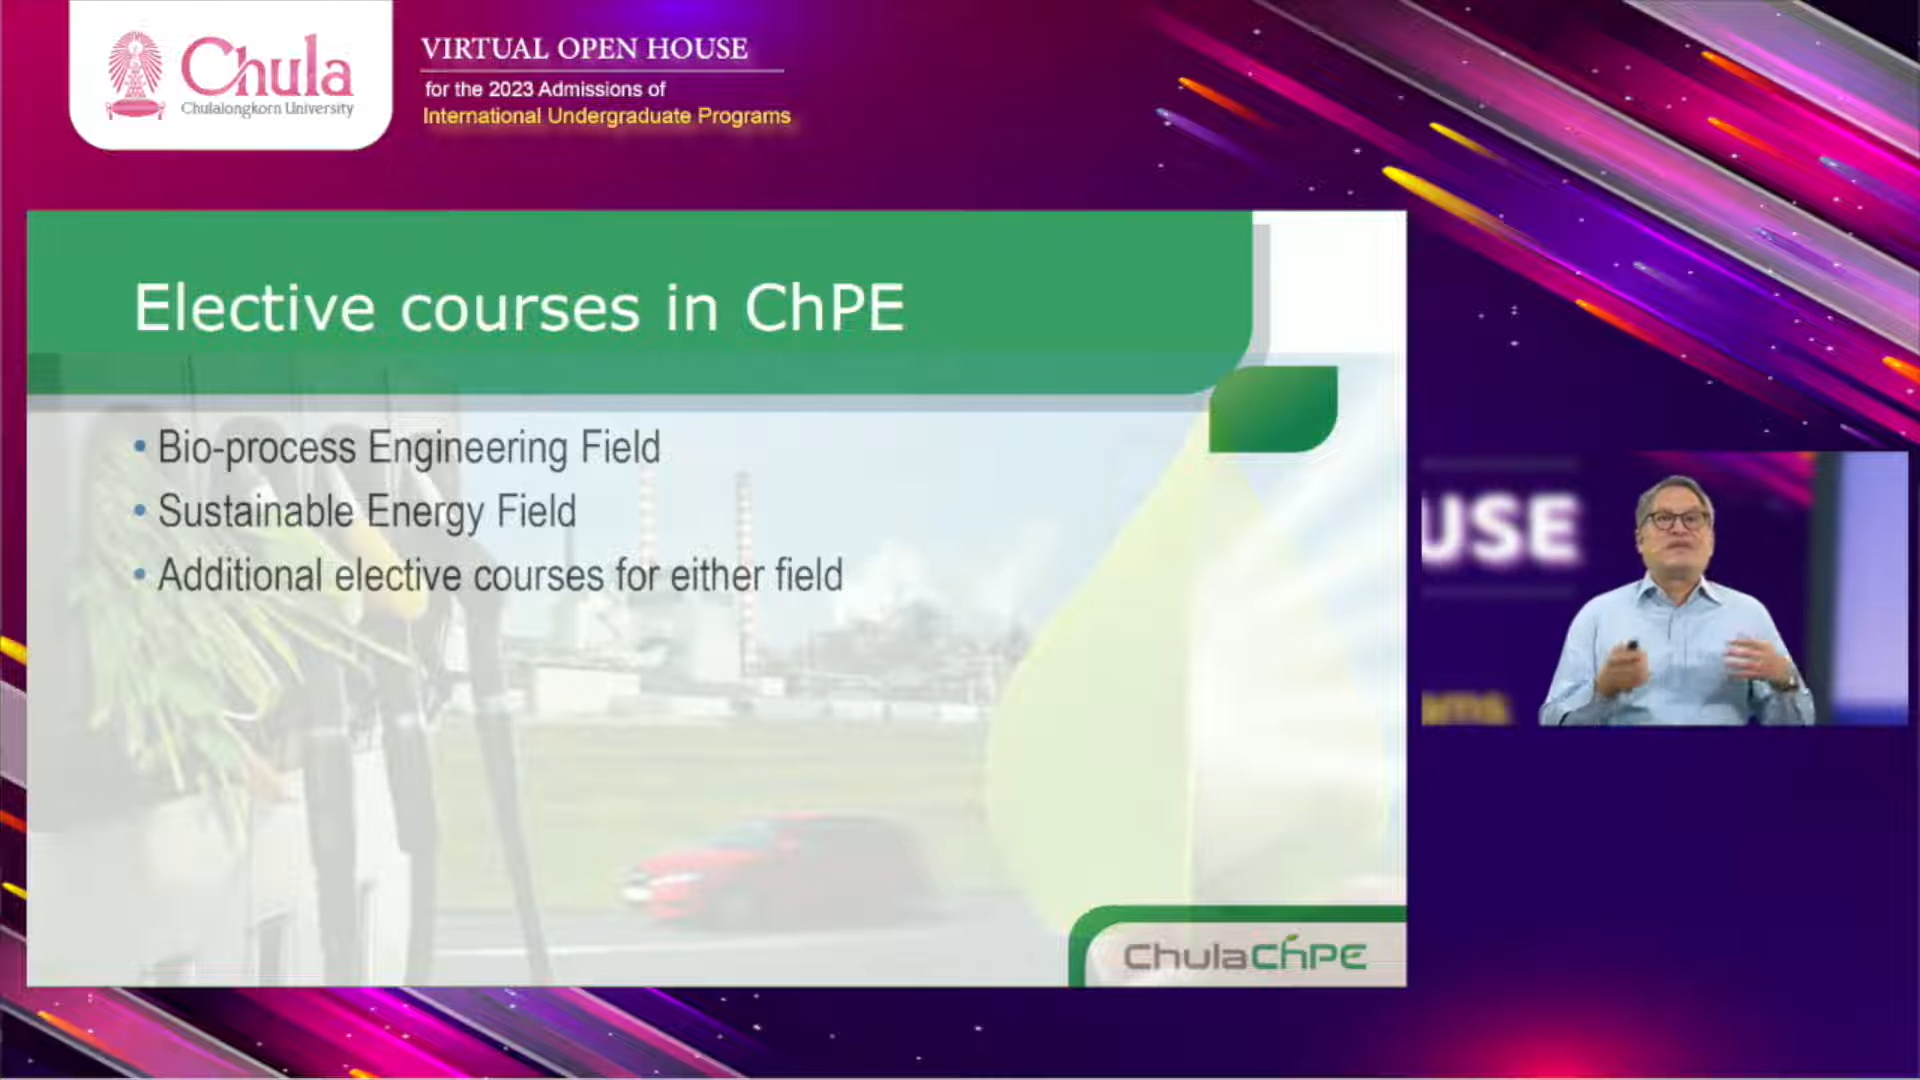 Chula
Chulalongkorn University
VIRTUAL OPEN HOUSE
for the 2023 Admissions of
International Undergraduate Programs
Elective courses in ChPE
• Bio-process Engineering Field
• Sustainable Energy Field
• Additional elective courses for either field
USE
ams
ChulaChPE